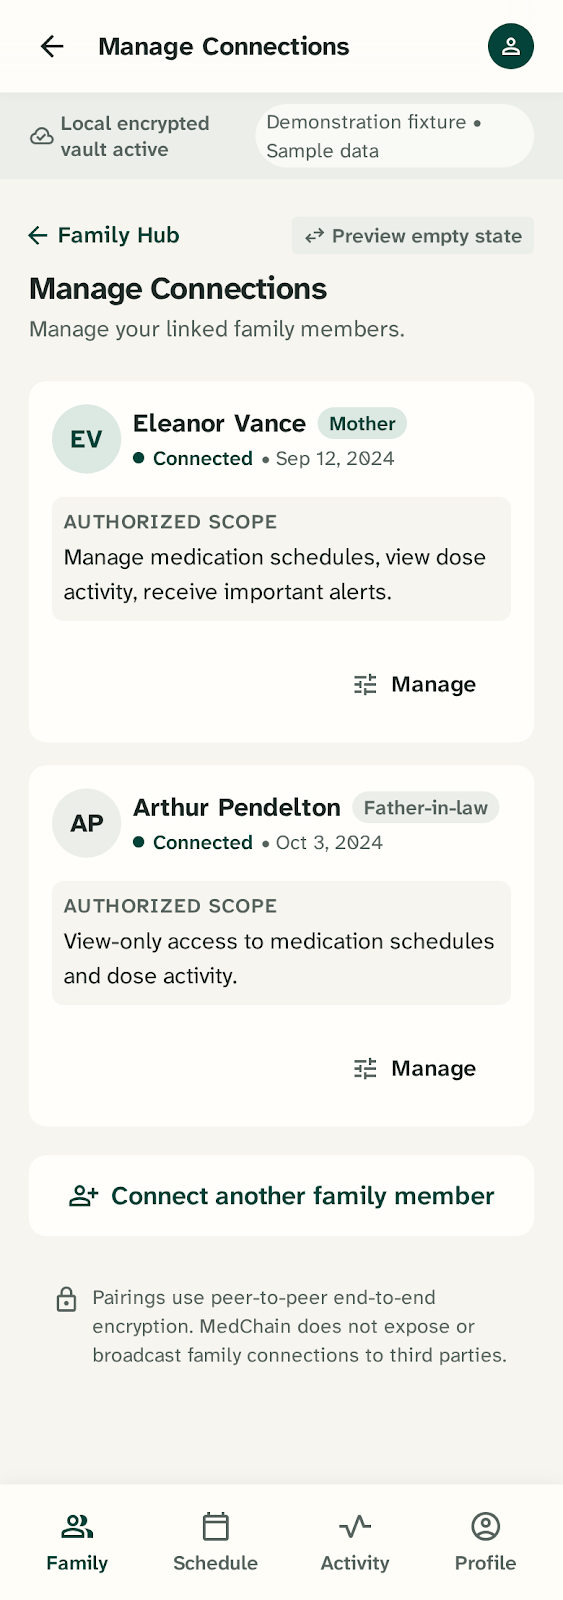 Manage Connections
Local encrypted
vault active
Demonstration fixture •
Sample data
Family Hub
Preview empty state
Manage Connections
Manage your linked family members.
EV
Eleanor Vance
Mother
Connected • Sep 12, 2024
AUTHORIZED SCOPE
Manage medication schedules, view dose
activity, receive important alerts.
Manage
AP
Arthur Pendelton
Father-in-law
Connected • Oct 3, 2024
AUTHORIZED SCOPE
View-only access to medication schedules
and dose activity.
Manage
Connect another family member
Pairings use peer-to-peer end-to-end
encryption. MedChain does not expose or
broadcast family connections to third parties.
Family
Schedule
Activity
Profile